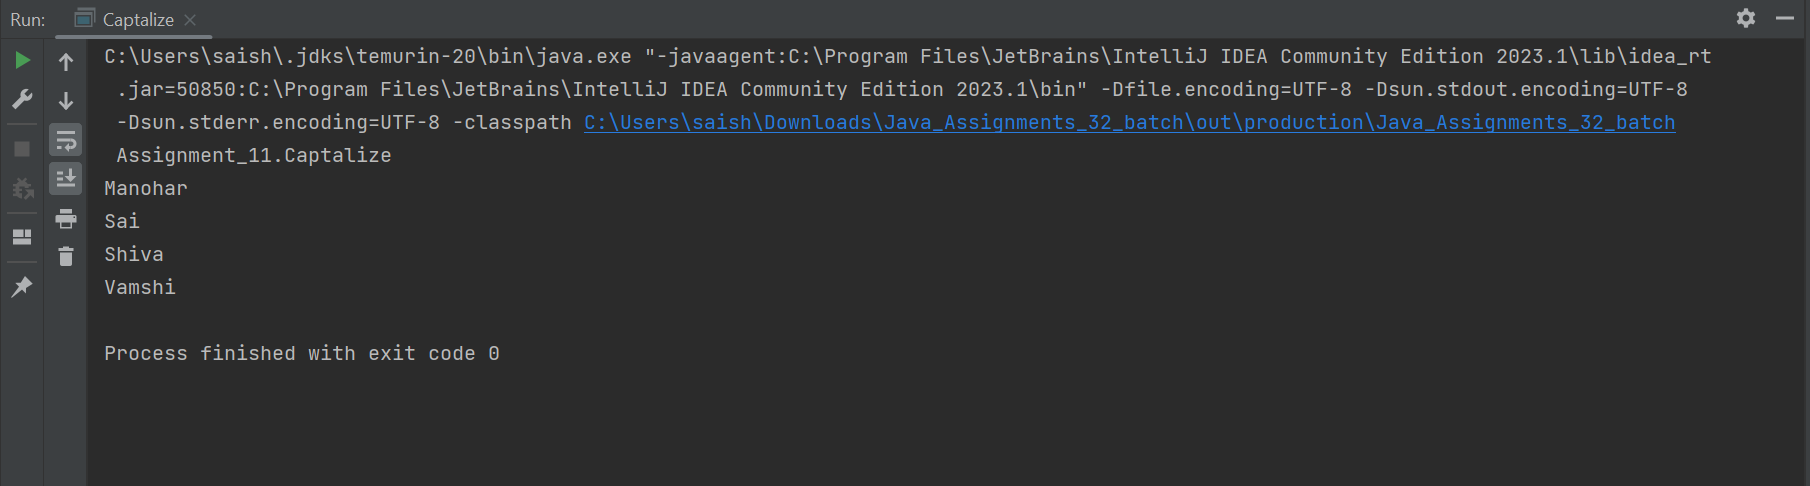 Run: Captalize
C:\Users\saish\.jdks\temurin-20\bin\java.exe "-javaagent:C:\Program Files\JetBrains\IntelliJ IDEA Community Edition 2023.1\lib\idea_rt
.jar=50850:C:\Program Files\JetBrains\IntelliJ IDEA Community Edition 2023.1\bin" -Dfile.encoding=UTF-8 -Dsun.stdout.encoding=UTF-8
-Dsun.stderr.encoding=UTF-8 -classpath C:\Users\saish\Downloads\Java_Assignments_32_batch\out\production\Java_Assignments_32_batch
Assignment_11.Captalize
Manohar
Sai
Shiva
Vamshi
Process finished with exit code 0